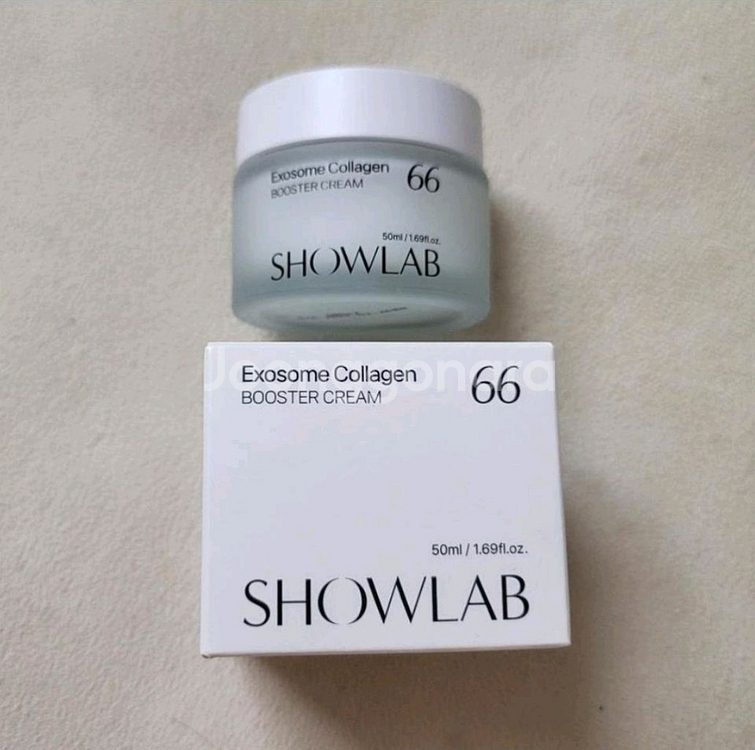 Exosome Collagen 66
BOOSTER CREAM
50ml / 1.69fl.oz.
SHOWLAB
Joonggonara
Exosome Collagen 66
BOOSTER CREAM
50ml / 1.69fl.oz.
SHOWLAB